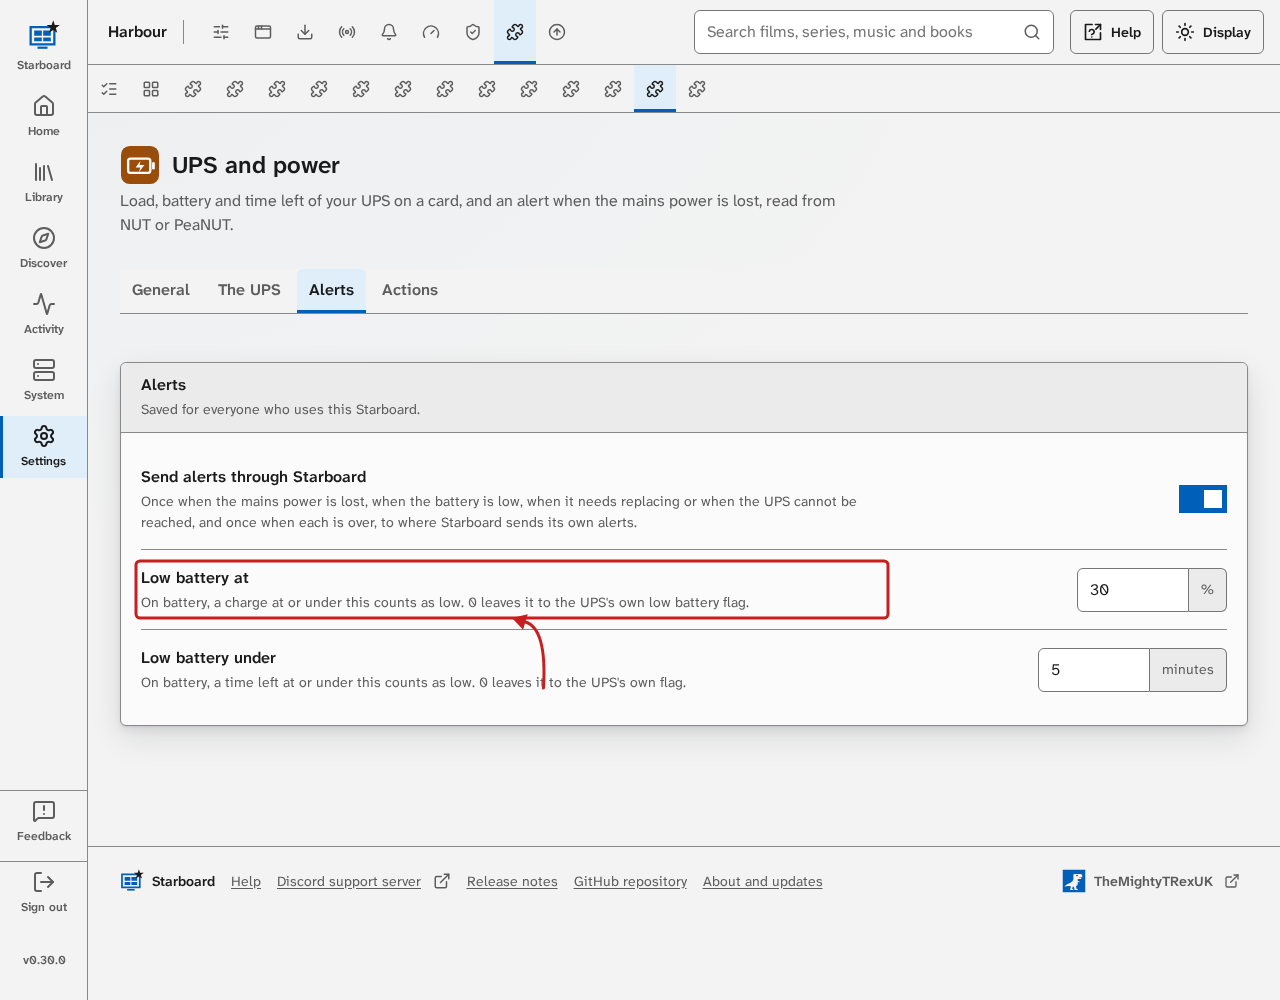 Starboard
Home
Library
Discover
Activity
System
Settings
Feedback
Sign out
v0.30.0
Harbour
Search films, series, music and books
Help
Display
UPS and power
Load, battery and time left of your UPS on a card, and an alert when the mains power is lost, read from
NUT or PeaNUT.
General
The UPS
Alerts
Actions
Alerts
Saved for everyone who uses this Starboard.
Send alerts through Starboard
Once when the mains power is lost, when the battery is low, when it needs replacing or when the UPS cannot be
reached, and once when each is over, to where Starboard sends its own alerts.
Low battery at
On battery, a charge at or under this counts as low. 0 leaves it to the UPS's own low battery flag.
30 %
Low battery under
On battery, a time left at or under this counts as low. 0 leaves it to the UPS's own flag.
5 minutes
Starboard
Help
Discord support server
Release notes
GitHub repository
About and updates
TheMightyTRexUK